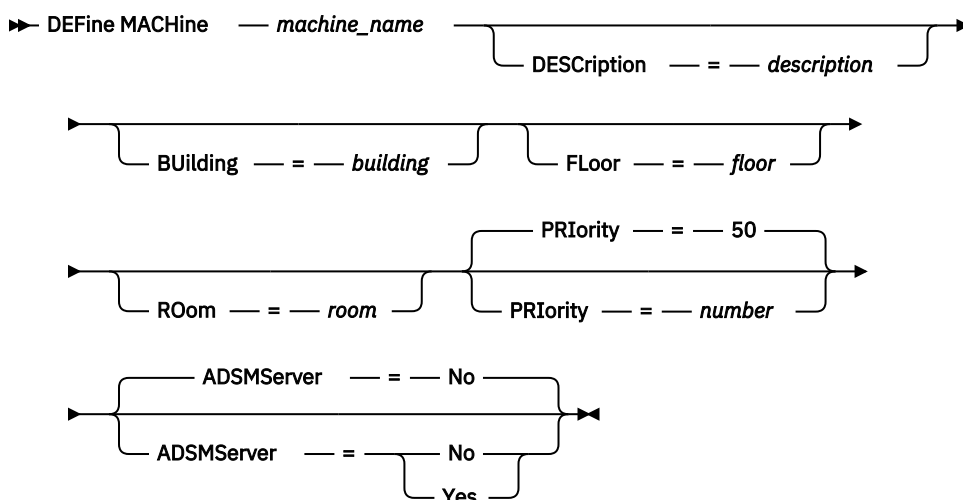 DEFine MACHine machine_name
DESCription = description
BUilding = building FLoor = floor
PRIority = 50
ROom = room PRIority = number
ADSMServer = No
ADSMServer = No
Yes